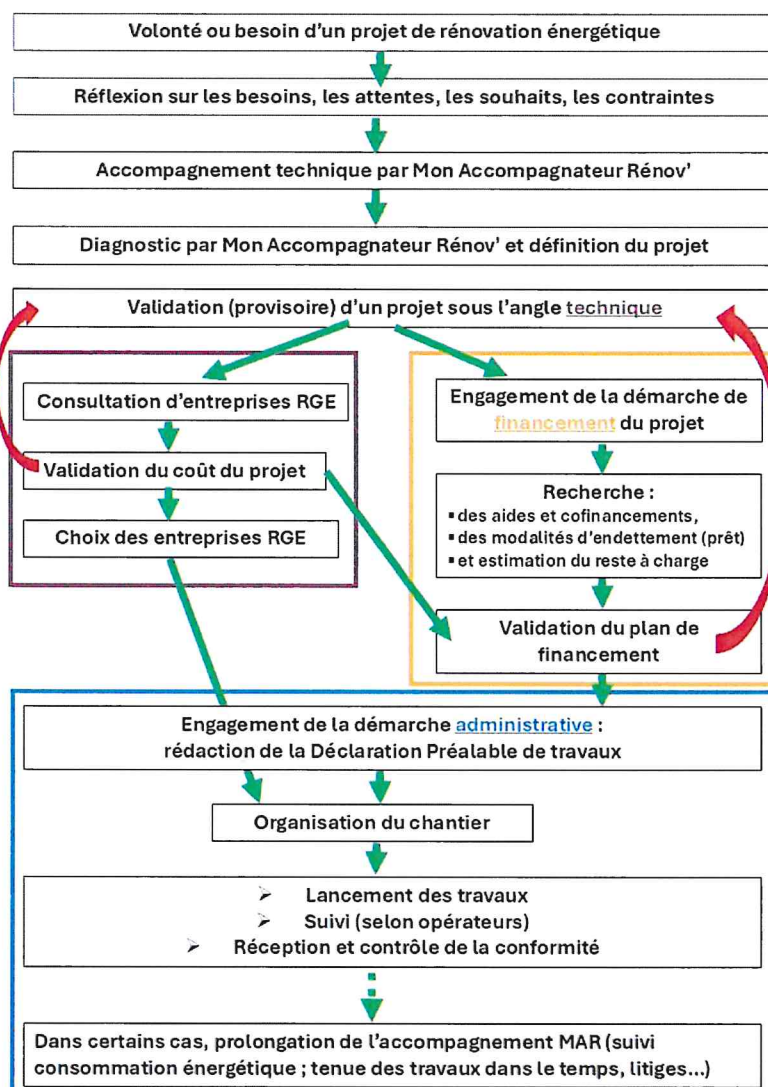 Volonté ou besoin d'un projet de rénovation énergétique
Réflexion sur les besoins, les attentes, les souhaits, les contraintes
Accompagnement technique par Mon Accompagnateur Rénov'
Diagnostic par Mon Accompagnateur Rénov' et définition du projet
Validation (provisoire) d'un projet sous l'angle technique
Consultation d'entreprises RGE
Validation du coût du projet
Choix des entreprises RGE
Engagement de la démarche de
financement du projet
Recherche :
▪ des aides et cofinancements,
▪ des modalités d'endettement (prêt)
▪ et estimation du reste à charge
Validation du plan de
financement
Engagement de la démarche administrative :
rédaction de la Déclaration Préalable de travaux
Organisation du chantier
➢ Lancement des travaux
➢ Suivi (selon opérateurs)
➢ Réception et contrôle de la conformité
Dans certains cas, prolongation de l'accompagnement MAR (suivi
consommation énergétique ; tenue des travaux dans le temps, litiges...)